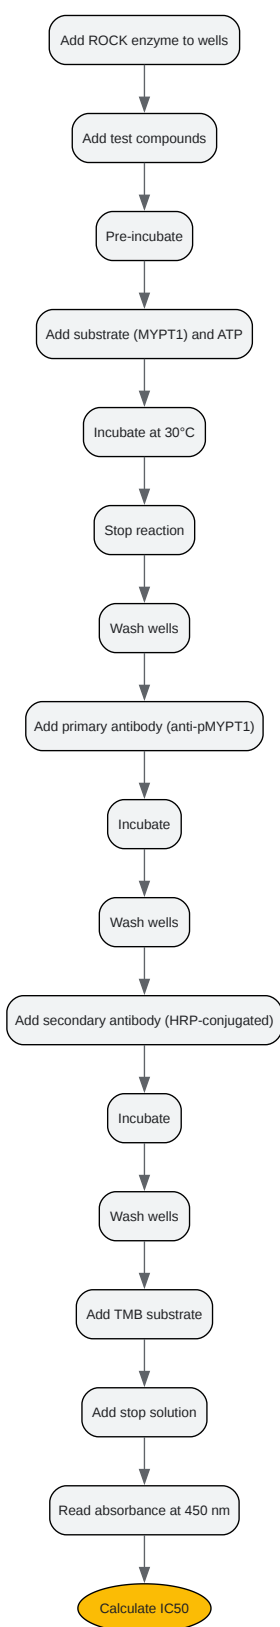 Add ROCK enzyme to wells
Add test compounds
Pre-incubate
Add substrate (MYPT1) and ATP
Incubate at 30°C
Stop reaction
Wash wells
Add primary antibody (anti-pMYPT1)
Incubate
Wash wells
Add secondary antibody (HRP-conjugated)
Incubate
Wash wells
Add TMB substrate
Add stop solution
Read absorbance at 450 nm
Calculate IC50